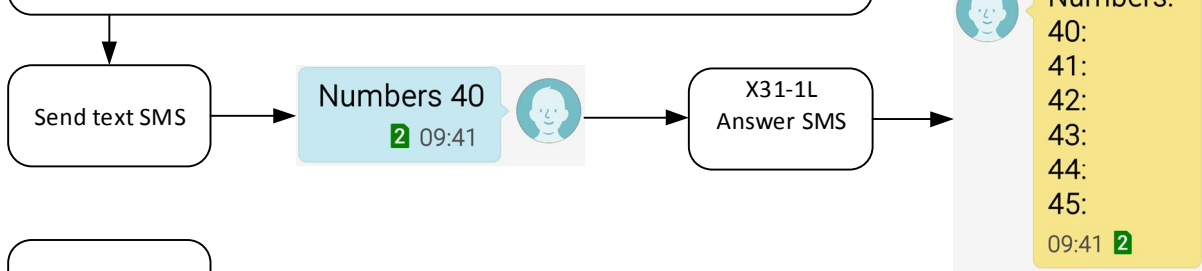 Send text SMS
Numbers 40
2 09:41
X31-1L
Answer SMS
Numbers:
40:
41:
42:
43:
44:
45:
09:41 2